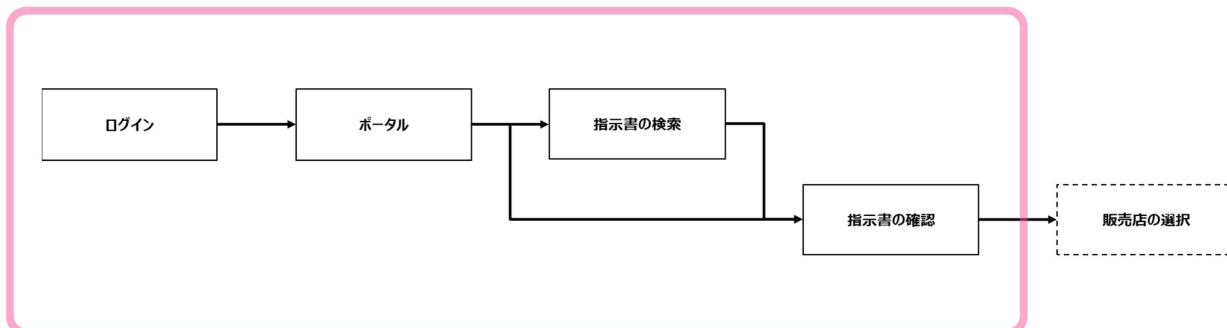 ログイン
ポータル
指示書の検索
指示書の確認
販売店の選択